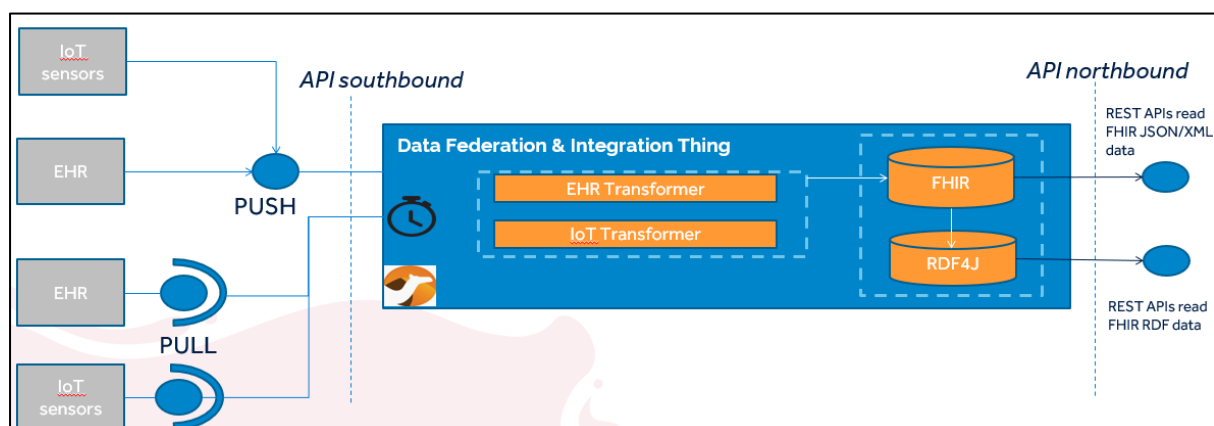 IoT
sensors
EHR
EHR
IoT
sensors
PUSH
PULL
API southbound
Data Federation & Integration Thing
EHR Transformer
IoT Transformer
FHIR
RDF4J
API northbound
REST APIs read
FHIR JSON/XML
data
REST APIs read
FHIR RDF data